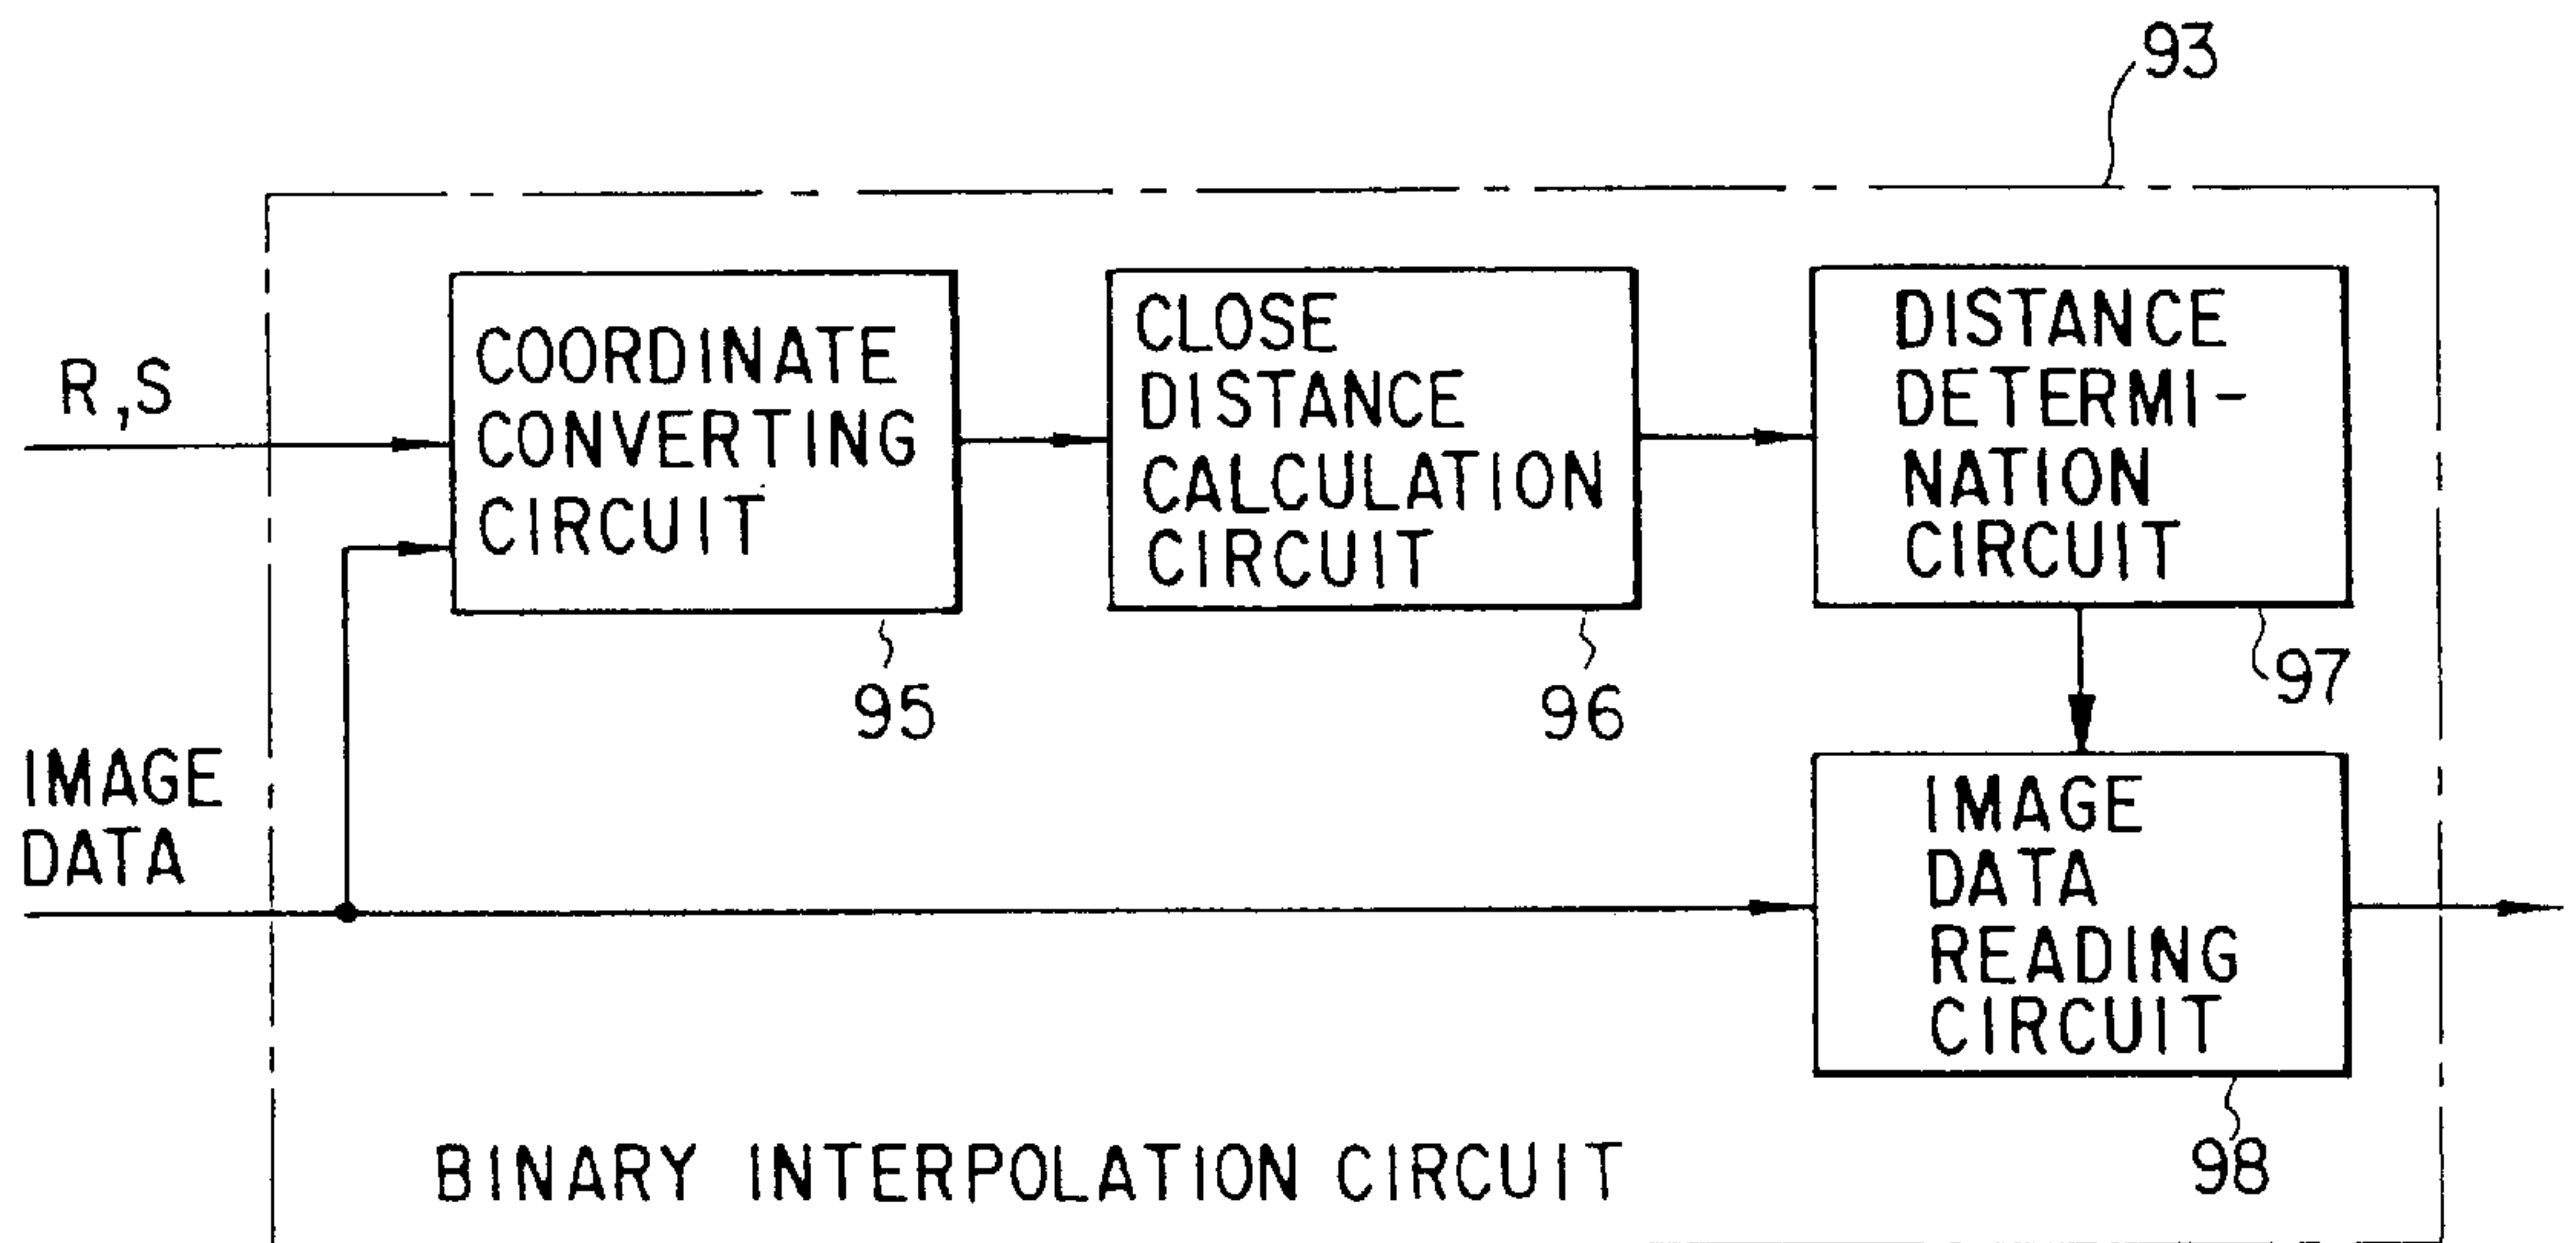 93
R,S
COORDINATE
CONVERTING
CIRCUIT
95
CLOSE
DISTANCE
CALCULATION
CIRCUIT
96
DISTANCE
DETERMI-
NATION
CIRCUIT
97
IMAGE
DATA
IMAGE
DATA
READING
CIRCUIT
98
BINARY INTERPOLATION CIRCUIT